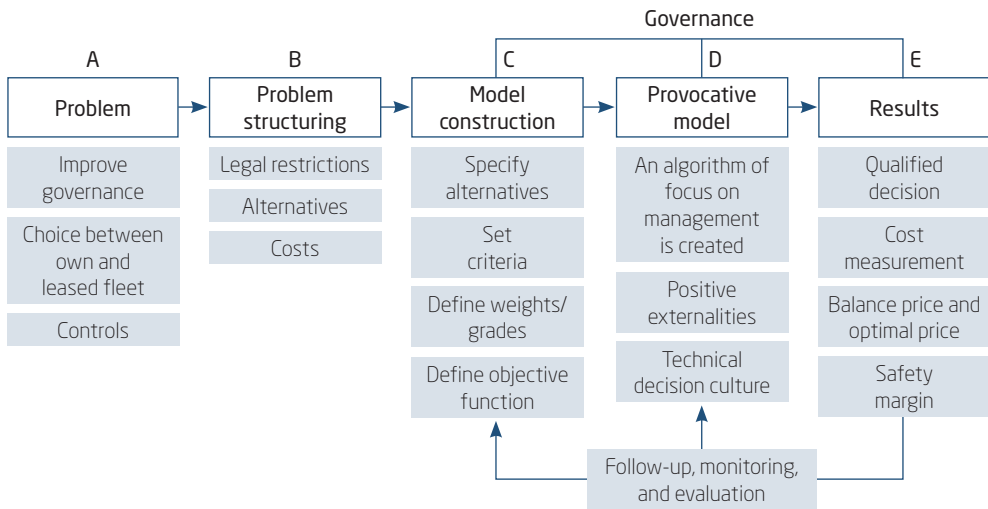 Governance
A
B
C
D
E
Problem
Problem
structuring
Model
construction
Provocative
model
Results
Improve
governance
Choice between
own and
leased fleet
Controls
Legal restrictions
Alternatives
Costs
Specify
alternatives
Set
criteria
Define weights/
grades
Define objective
function
An algorithm of
focus on
management
is created
Positive
externalities
Technical
decision culture
Qualified
decision
Cost
measurement
Balance price and
optimal price
Safety
margin
Follow-up, monitoring,
and evaluation